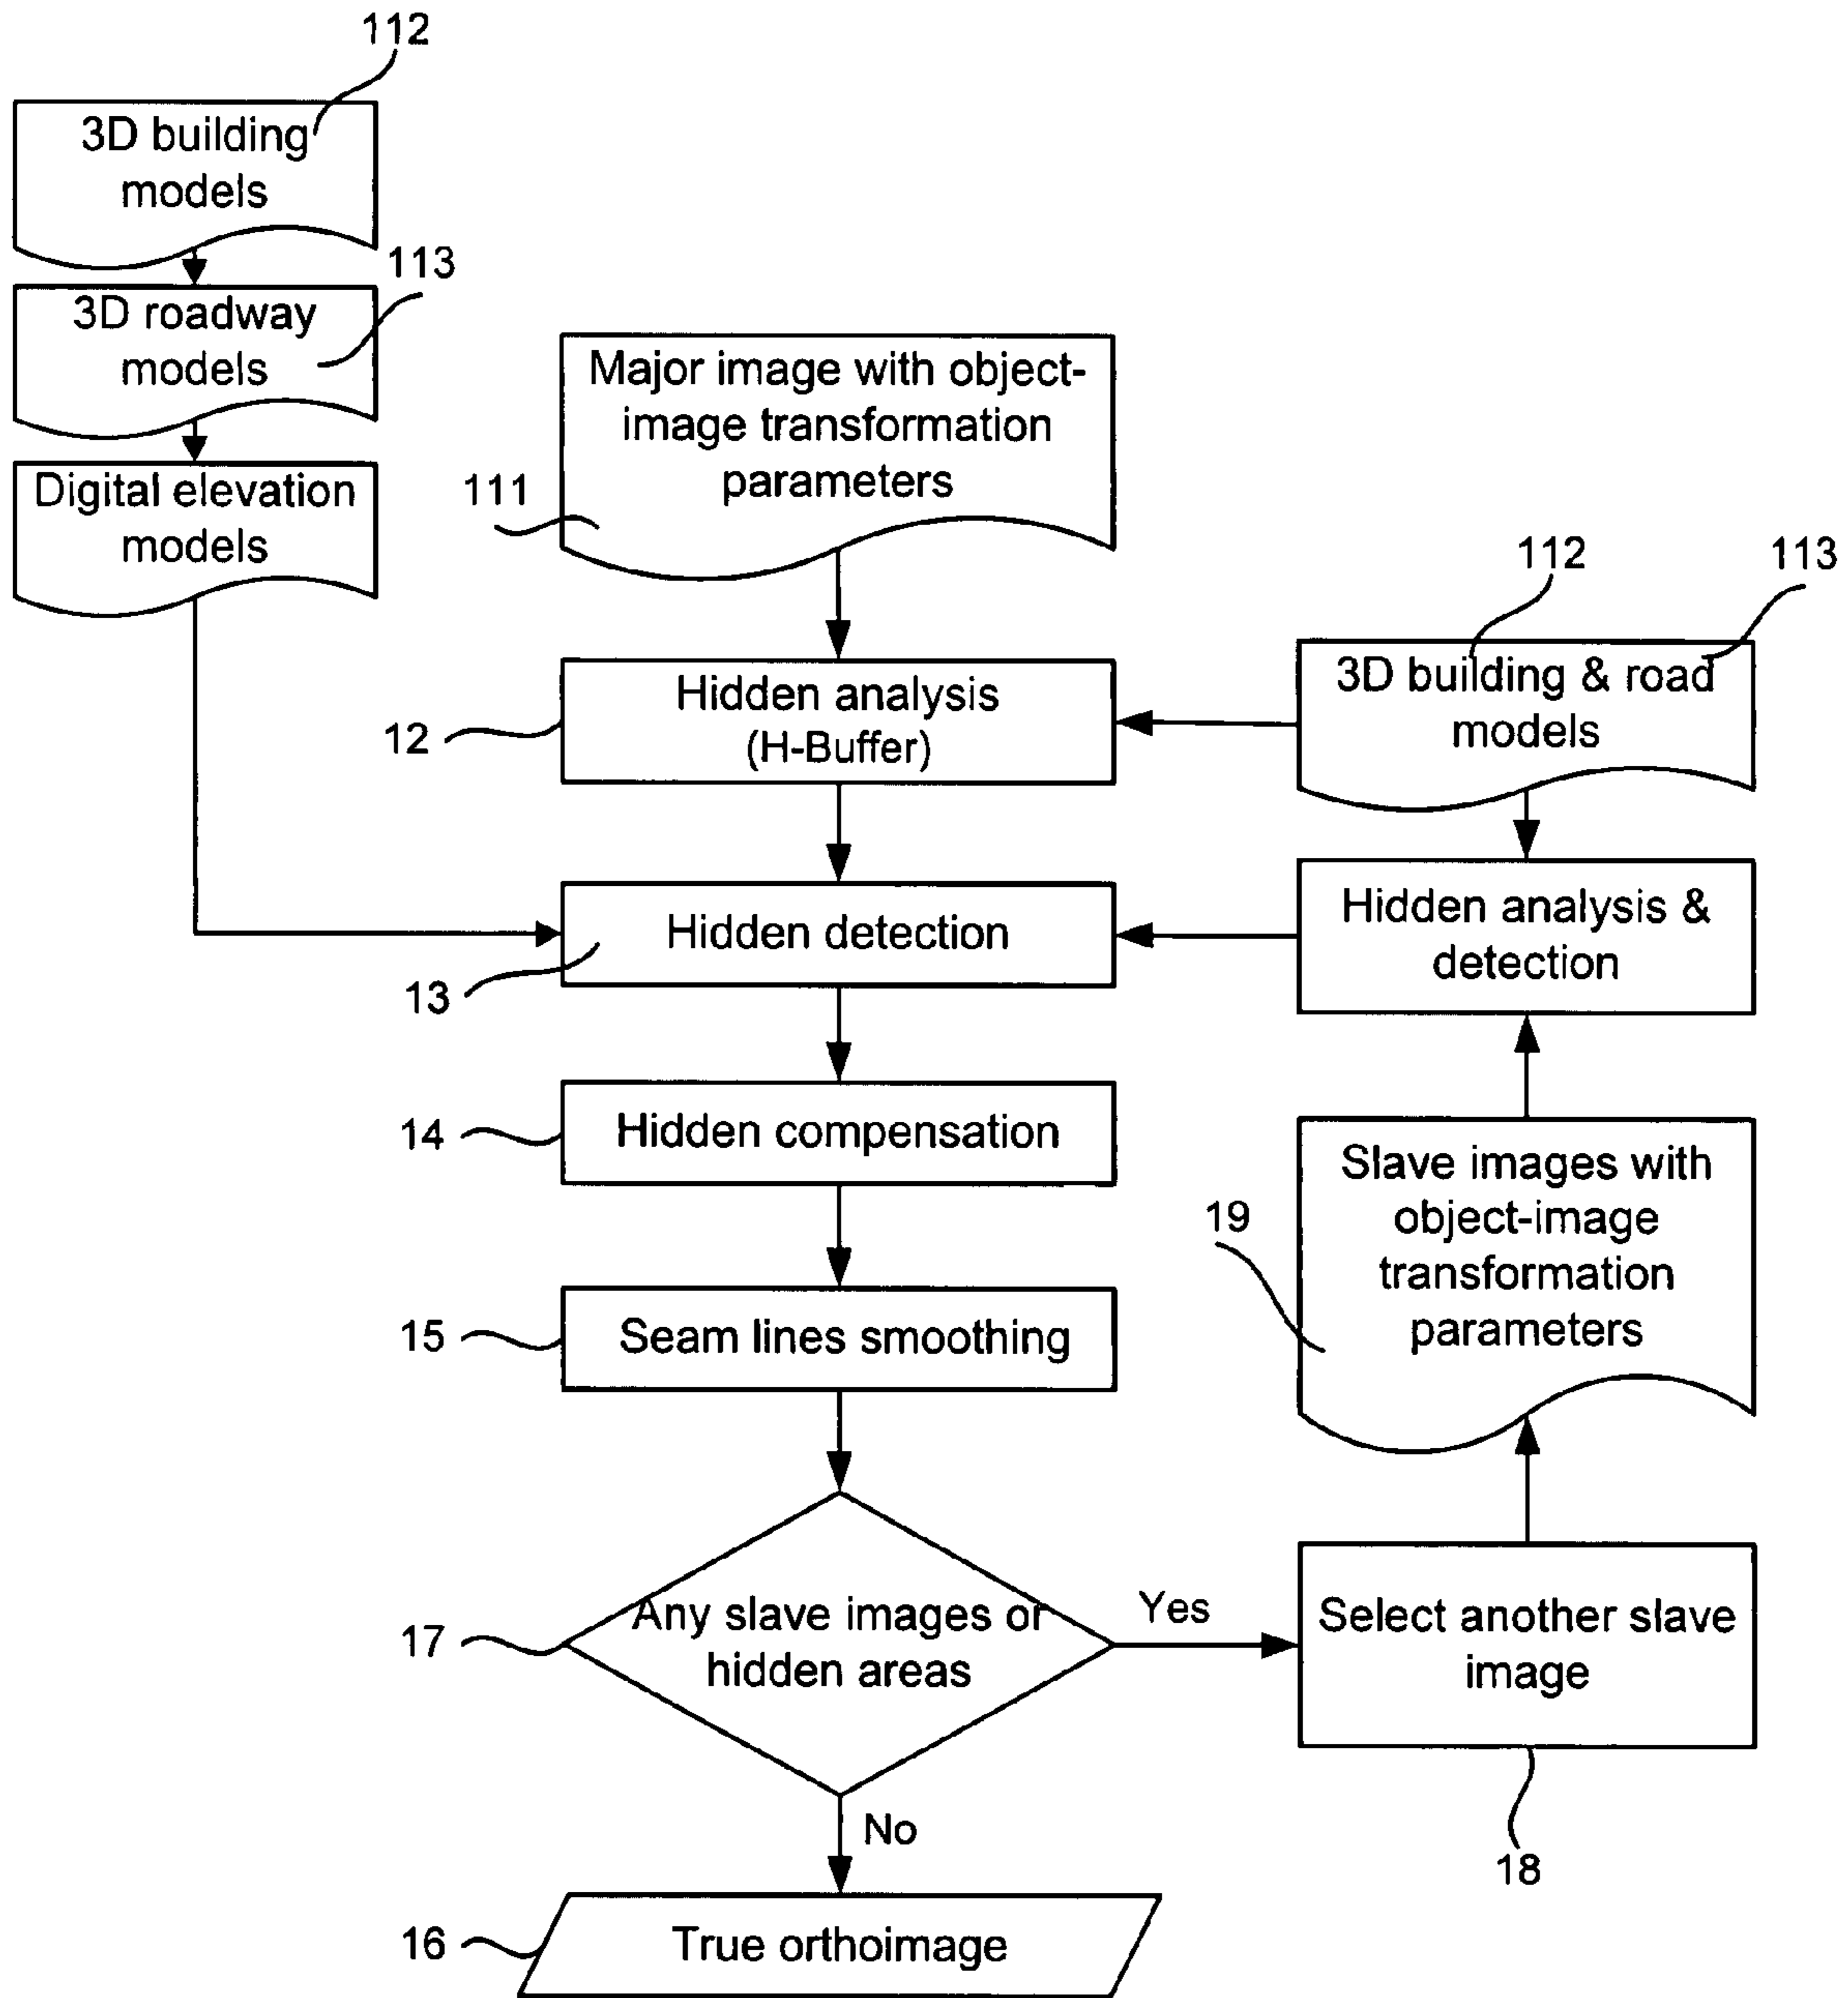 112
3D building
models
113
3D roadway
models
Digital elevation
models
Major image with object-
image transformation
parameters
111
112
113
3D building & road
models
Hidden analysis
(H-Buffer)
12
Hidden detection
13
Hidden analysis &
detection
14
Hidden compensation
Slave images with
object-image
transformation
parameters
19
15
Seam lines smoothing
17
Any slave images or
hidden areas
Yes
Select another slave
image
18
No
16
True orthoimage